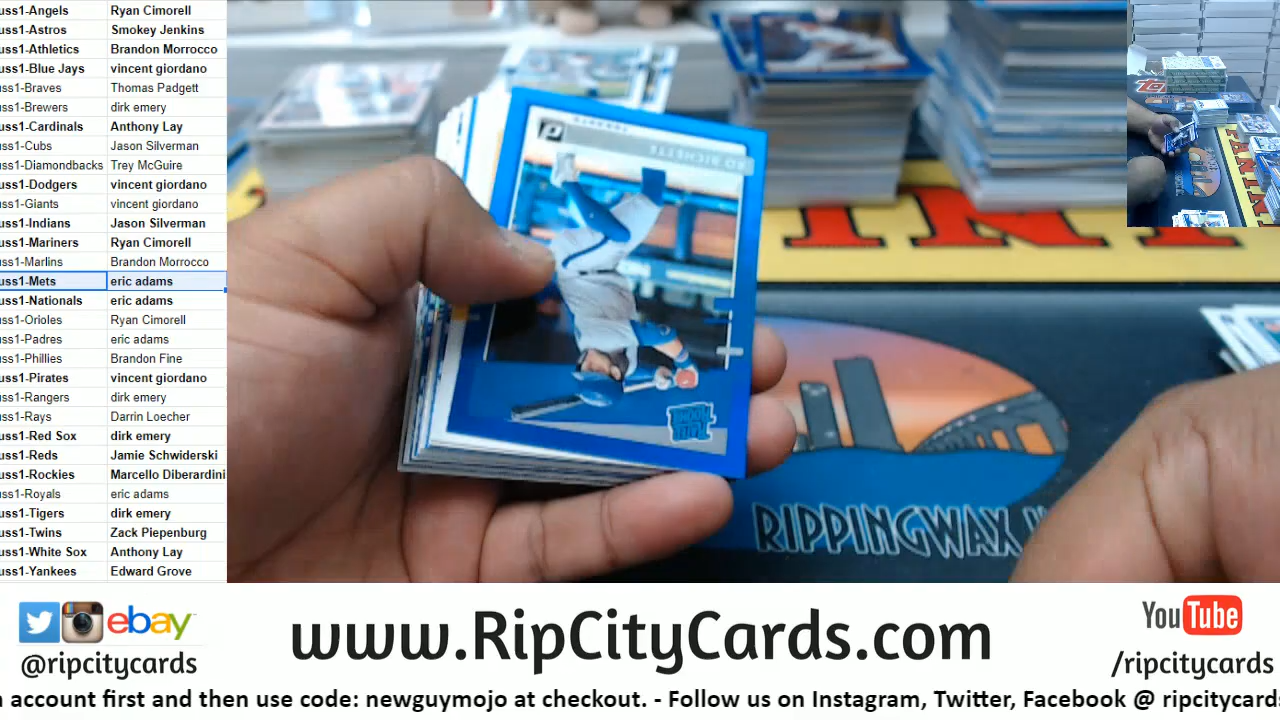 uss1-Angels Ryan Cimorell
uss1-Astros Smokey Jenkins
uss1-Athletics Brandon Morrocco
uss1-Blue Jays vincent giordano
uss1-Braves Thomas Padgett
uss1-Brewers dirk emery
uss1-Cardinals Anthony Lay
uss1-Cubs Jason Silverman
uss1-Diamondbacks Trey McGuire
uss1-Dodgers vincent giordano
uss1-Giants vincent giordano
uss1-Indians Jason Silverman
uss1-Mariners Ryan Cimorell
uss1-Marlins Brandon Morrocco
uss1-Mets eric adams
uss1-Nationals eric adams
uss1-Orioles Ryan Cimorell
uss1-Padres eric adams
uss1-Phillies Brandon Fine
uss1-Pirates vincent giordano
uss1-Rangers dirk emery
uss1-Rays Darrin Loecher
uss1-Red Sox dirk emery
uss1-Reds Jamie Schwiderski
uss1-Rockies Marcello Diberardini
uss1-Royals eric adams
uss1-Tigers dirk emery
uss1-Twins Zack Piepenburg
uss1-White Sox Anthony Lay
uss1-Yankees Edward Grove
BO BICHETTE
RATED ROOKIE
RIPPINGWAX
ebay
@ripcitycards
www.RipCityCards.com
YouTube
/ripcitycards
n account first and then use code: newguymojo at checkout. - Follow us on Instagram, Twitter, Facebook @ ripcitycards